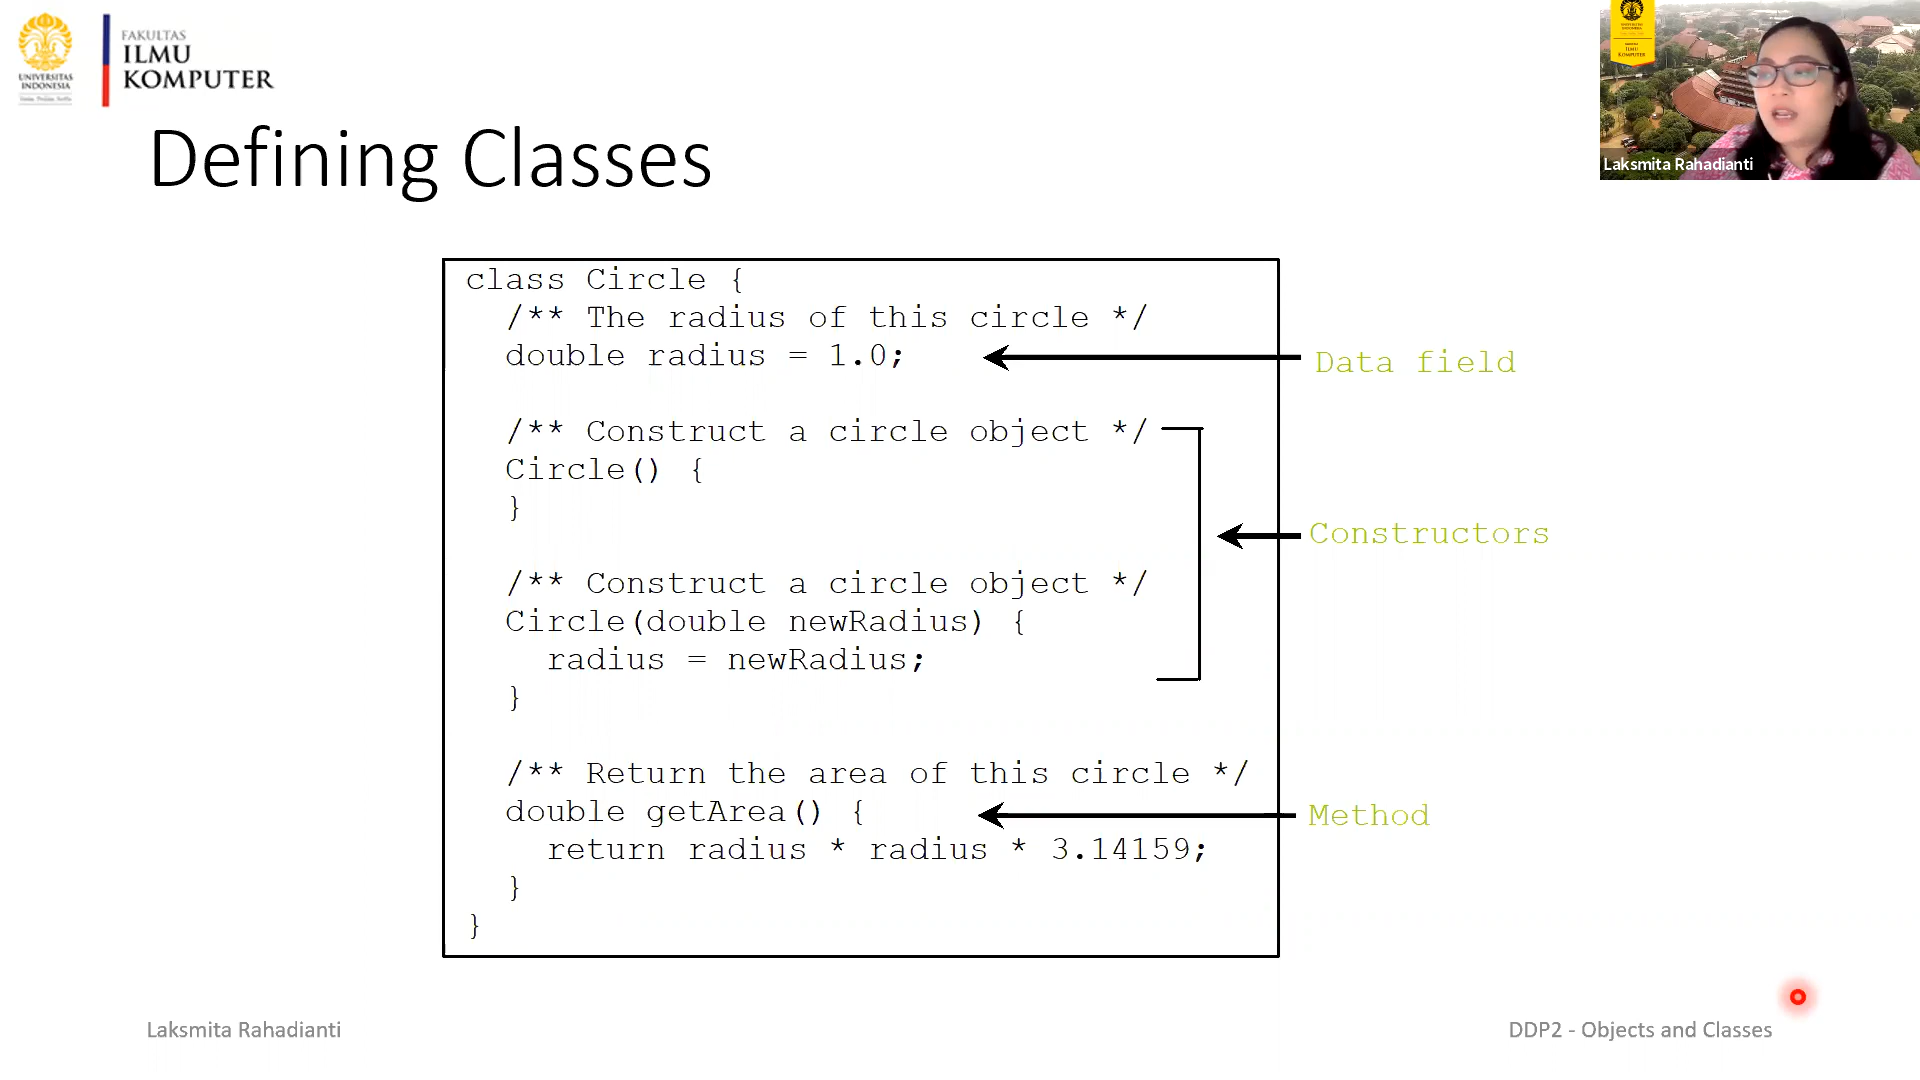 UNIVERSITAS
INDONESIA
FAKULTAS
ILMU
KOMPUTER
Laksmita Rahadianti
Defining Classes
class Circle {
/** The radius of this circle */
double radius = 1.0;
Data field
/** Construct a circle object */
Circle() {
}
Constructors
/** Construct a circle object */
Circle(double newRadius) {
radius = newRadius;
}
/** Return the area of this circle */
double getArea() {
Method
return radius * radius * 3.14159;
}
}
Laksmita Rahadianti
DDP2 - Objects and Classes